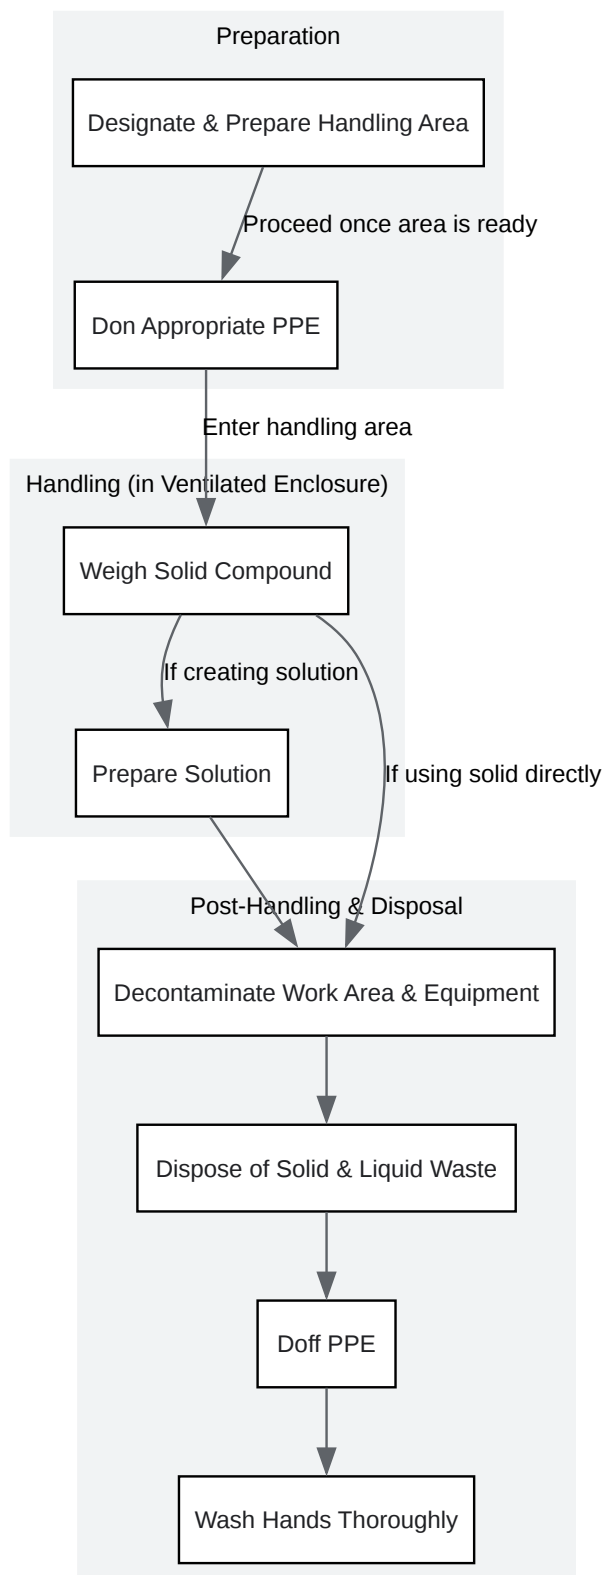 Preparation
Designate & Prepare Handling Area
Proceed once area is ready
Don Appropriate PPE
Enter handling area
Handling (in Ventilated Enclosure)
Weigh Solid Compound
If creating solution
Prepare Solution
If using solid directly
Post-Handling & Disposal
Decontaminate Work Area & Equipment
Dispose of Solid & Liquid Waste
Doff PPE
Wash Hands Thoroughly